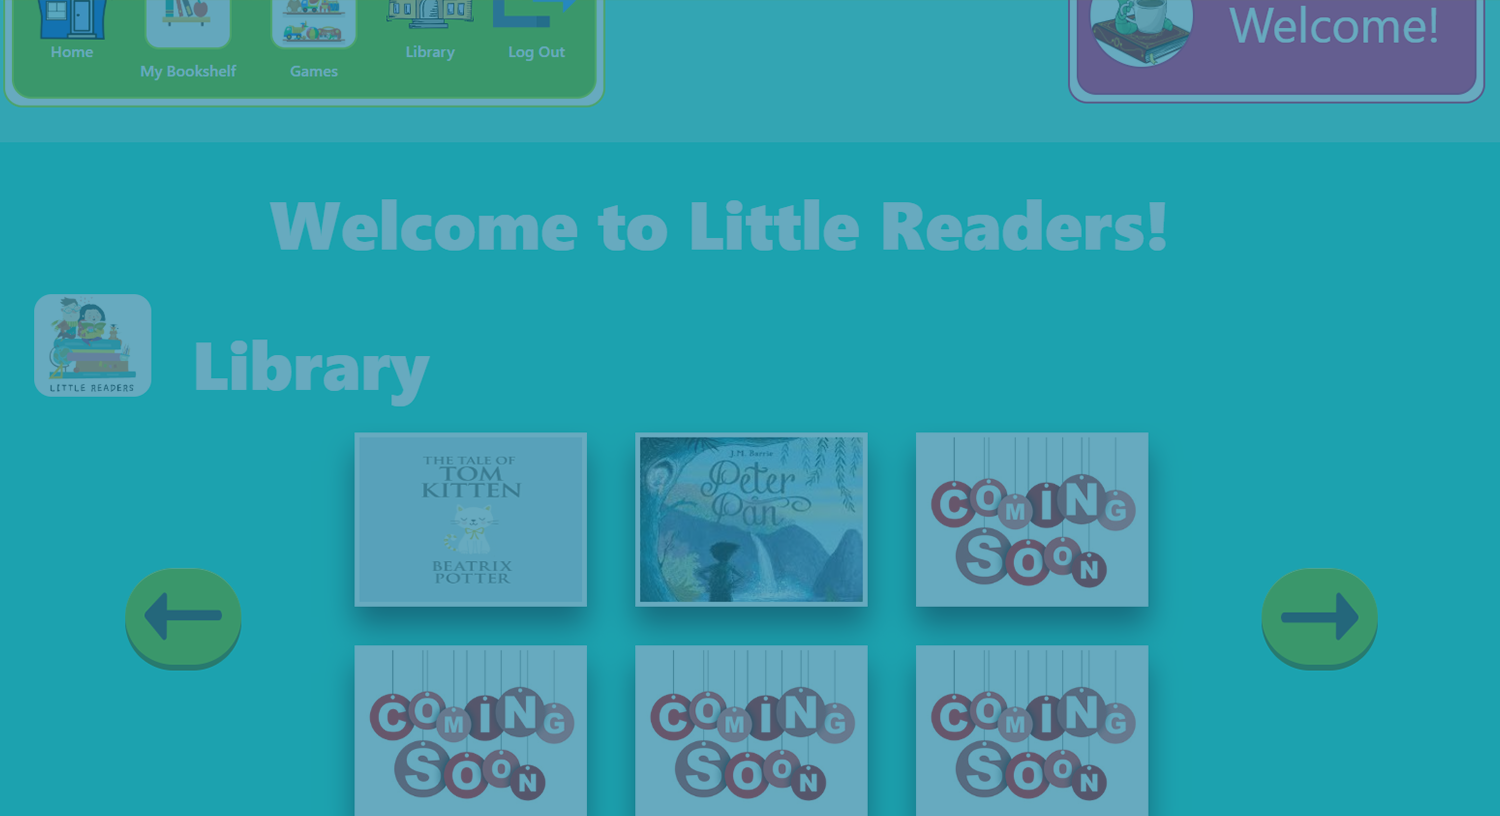 Home
My Bookshelf
Games
Library
Log Out
Welcome!
Welcome to Little Readers!
LITTLE READERS
Library
THE TALE OF
TOM
KITTEN
BEATRIX
POTTER
J.M. Barrie
Peter
Pan
COMING
SOON
COMING
SOON
COMING
SOON
COMING
SOON